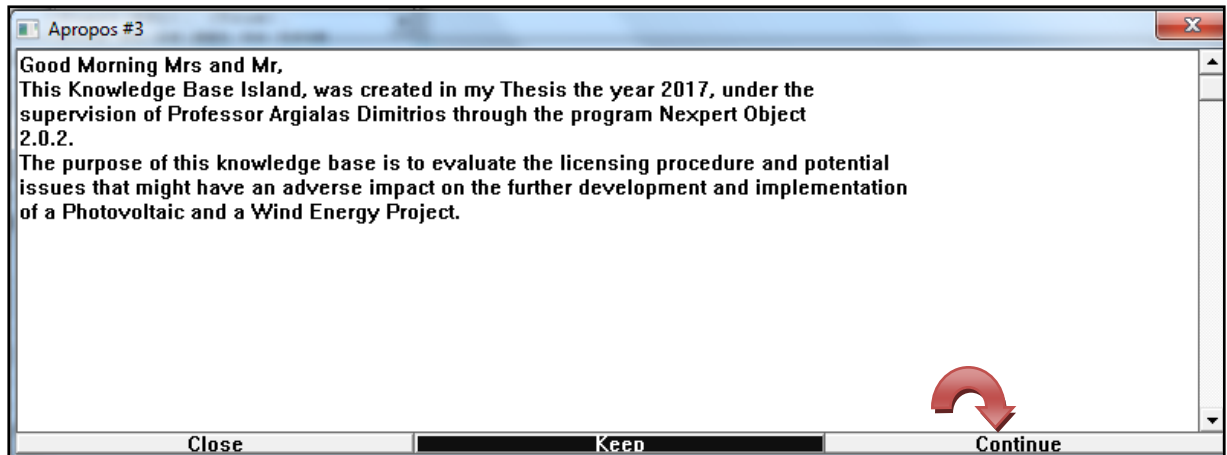 Apropos #3
Good Morning Mrs and Mr,
This Knowledge Base Island, was created in my Thesis the year 2017, under the
supervision of Professor Argialas Dimitrios through the program Nexpert Object
2.0.2.
The purpose of this knowledge base is to evaluate the licensing procedure and potential
issues that might have an adverse impact on the further development and implementation
of a Photovoltaic and a Wind Energy Project.
Close Keep Continue